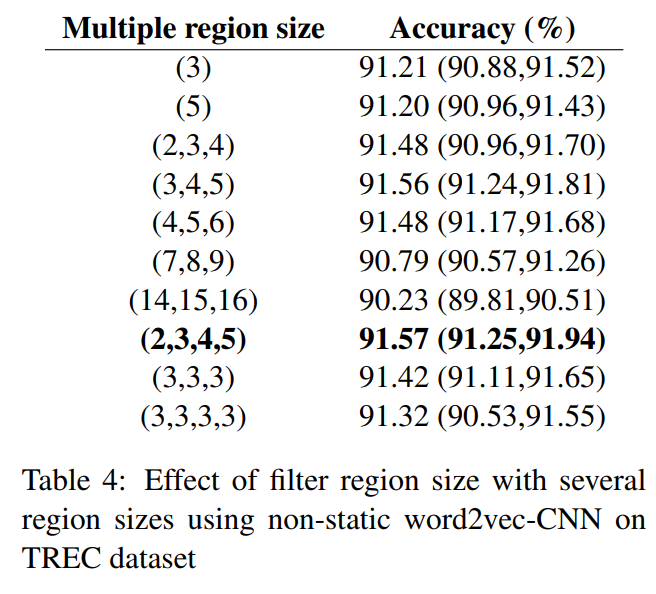 Multiple region size Accuracy (%)
(3) 91.21 (90.88,91.52)
(5) 91.20 (90.96,91.43)
(2,3,4) 91.48 (90.96,91.70)
(3,4,5) 91.56 (91.24,91.81)
(4,5,6) 91.48 (91.17,91.68)
(7,8,9) 90.79 (90.57,91.26)
(14,15,16) 90.23 (89.81,90.51)
(2,3,4,5) 91.57 (91.25,91.94)
(3,3,3) 91.42 (91.11,91.65)
(3,3,3,3) 91.32 (90.53,91.55)
Table 4: Effect of filter region size with several
region sizes using non-static word2vec-CNN on
TREC dataset